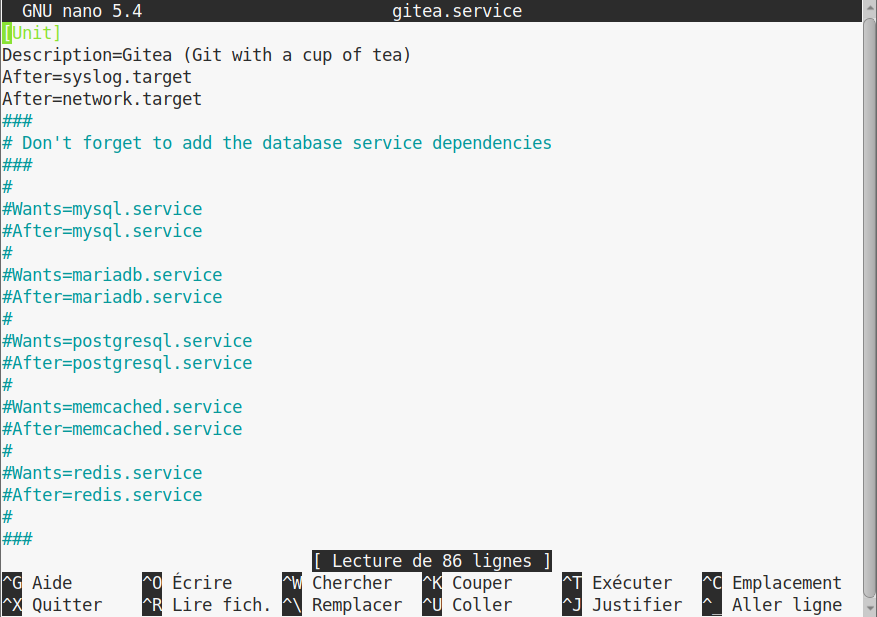 GNU nano 5.4 gitea.service
[Unit]
Description=Gitea (Git with a cup of tea)
After=syslog.target
After=network.target
###
# Don't forget to add the database service dependencies
###
#
#Wants=mysql.service
#After=mysql.service
#
#Wants=mariadb.service
#After=mariadb.service
#
#Wants=postgresql.service
#After=postgresql.service
#
#Wants=memcached.service
#After=memcached.service
#
#Wants=redis.service
#After=redis.service
#
###
[ Lecture de 86 lignes ]
^G Aide ^O Écrire ^W Chercher ^K Couper ^T Exécuter ^C Emplacement
^X Quitter ^R Lire fich. ^\ Remplacer ^U Coller ^J Justifier ^_ Aller ligne